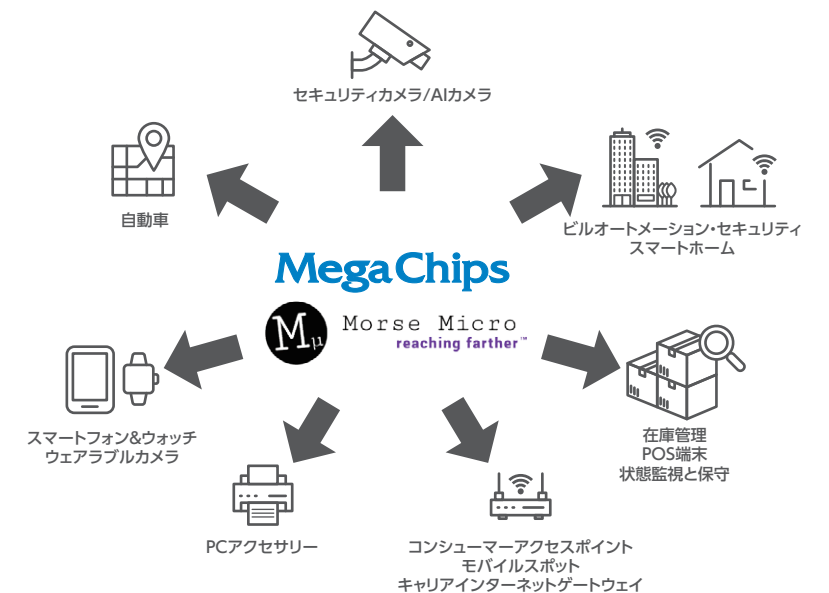 セキュリティカメラ/AIカメラ
自動車
ビルオートメーション・セキュリティ
スマートホーム
MegaChips
Mμ
Morse Micro
reaching farther™
スマートフォン&ウォッチ
ウェアラブルカメラ
在庫管理
POS端末
状態監視と保守
PCアクセサリー
コンシューマーアクセスポイント
モバイルスポット
キャリアインターネットゲートウェイ